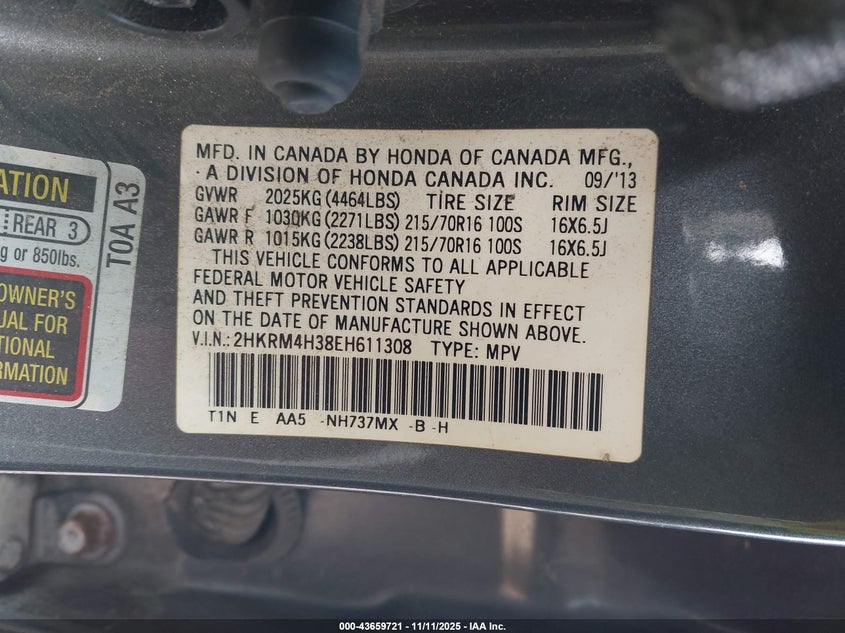 ATION
REAR 3
g or 850lbs.
OWNER'S
UAL FOR
TIONAL
RMATION
T0A A3
MFD. IN CANADA BY HONDA OF CANADA MFG.,
A DIVISION OF HONDA CANADA INC. 09/'13
GVWR 2025KG(4464LBS) TIRE SIZE RIM SIZE
GAWR F 1030KG(2271LBS) 215/70R16 100S 16X6.5J
GAWR R 1015KG(2238LBS) 215/70R16 100S 16X6.5J
THIS VEHICLE CONFORMS TO ALL APPLICABLE
FEDERAL MOTOR VEHICLE SAFETY
AND THEFT PREVENTION STANDARDS IN EFFECT
ON THE DATE OF MANUFACTURE SHOWN ABOVE.
V.I.N.:2HKRM4H38EH611308 TYPE: MPV
T1N E AA5 -NH737MX -B -H
000-43659721 - 11/11/2025 - IAA Inc.